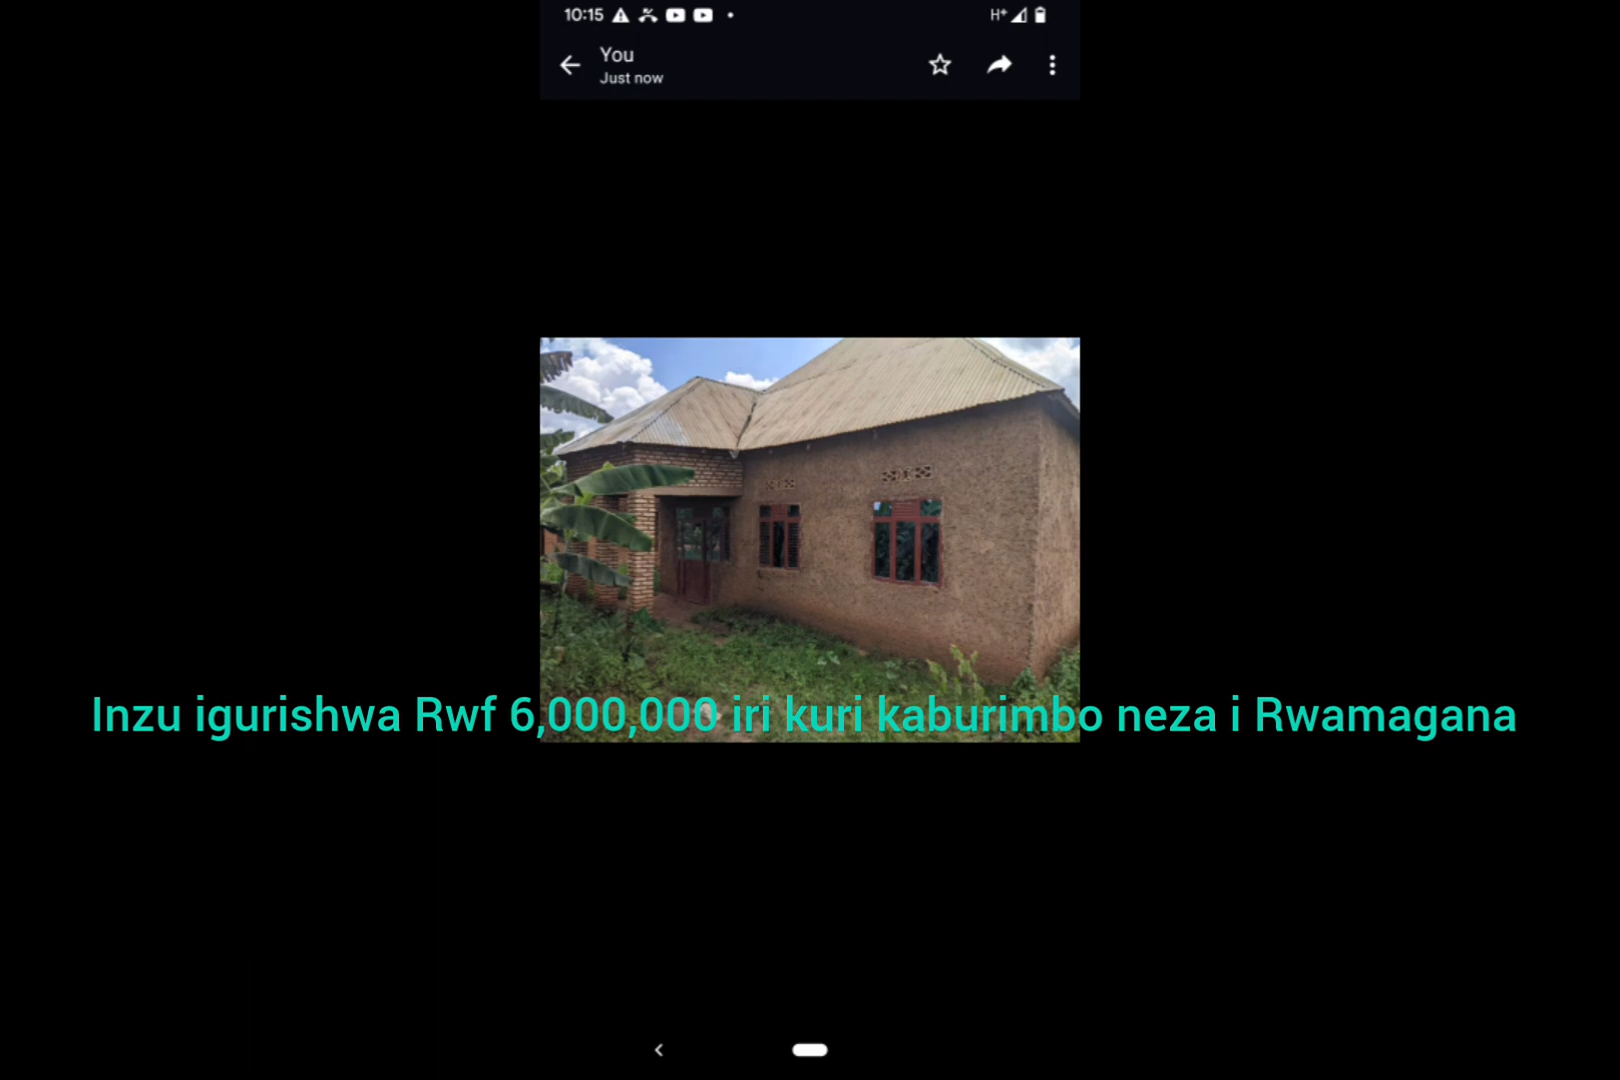 10:15
H+
You
Just now
Inzu igurishwa Rwf 6,000,000 iri kuri kaburimbo neza i Rwamagana